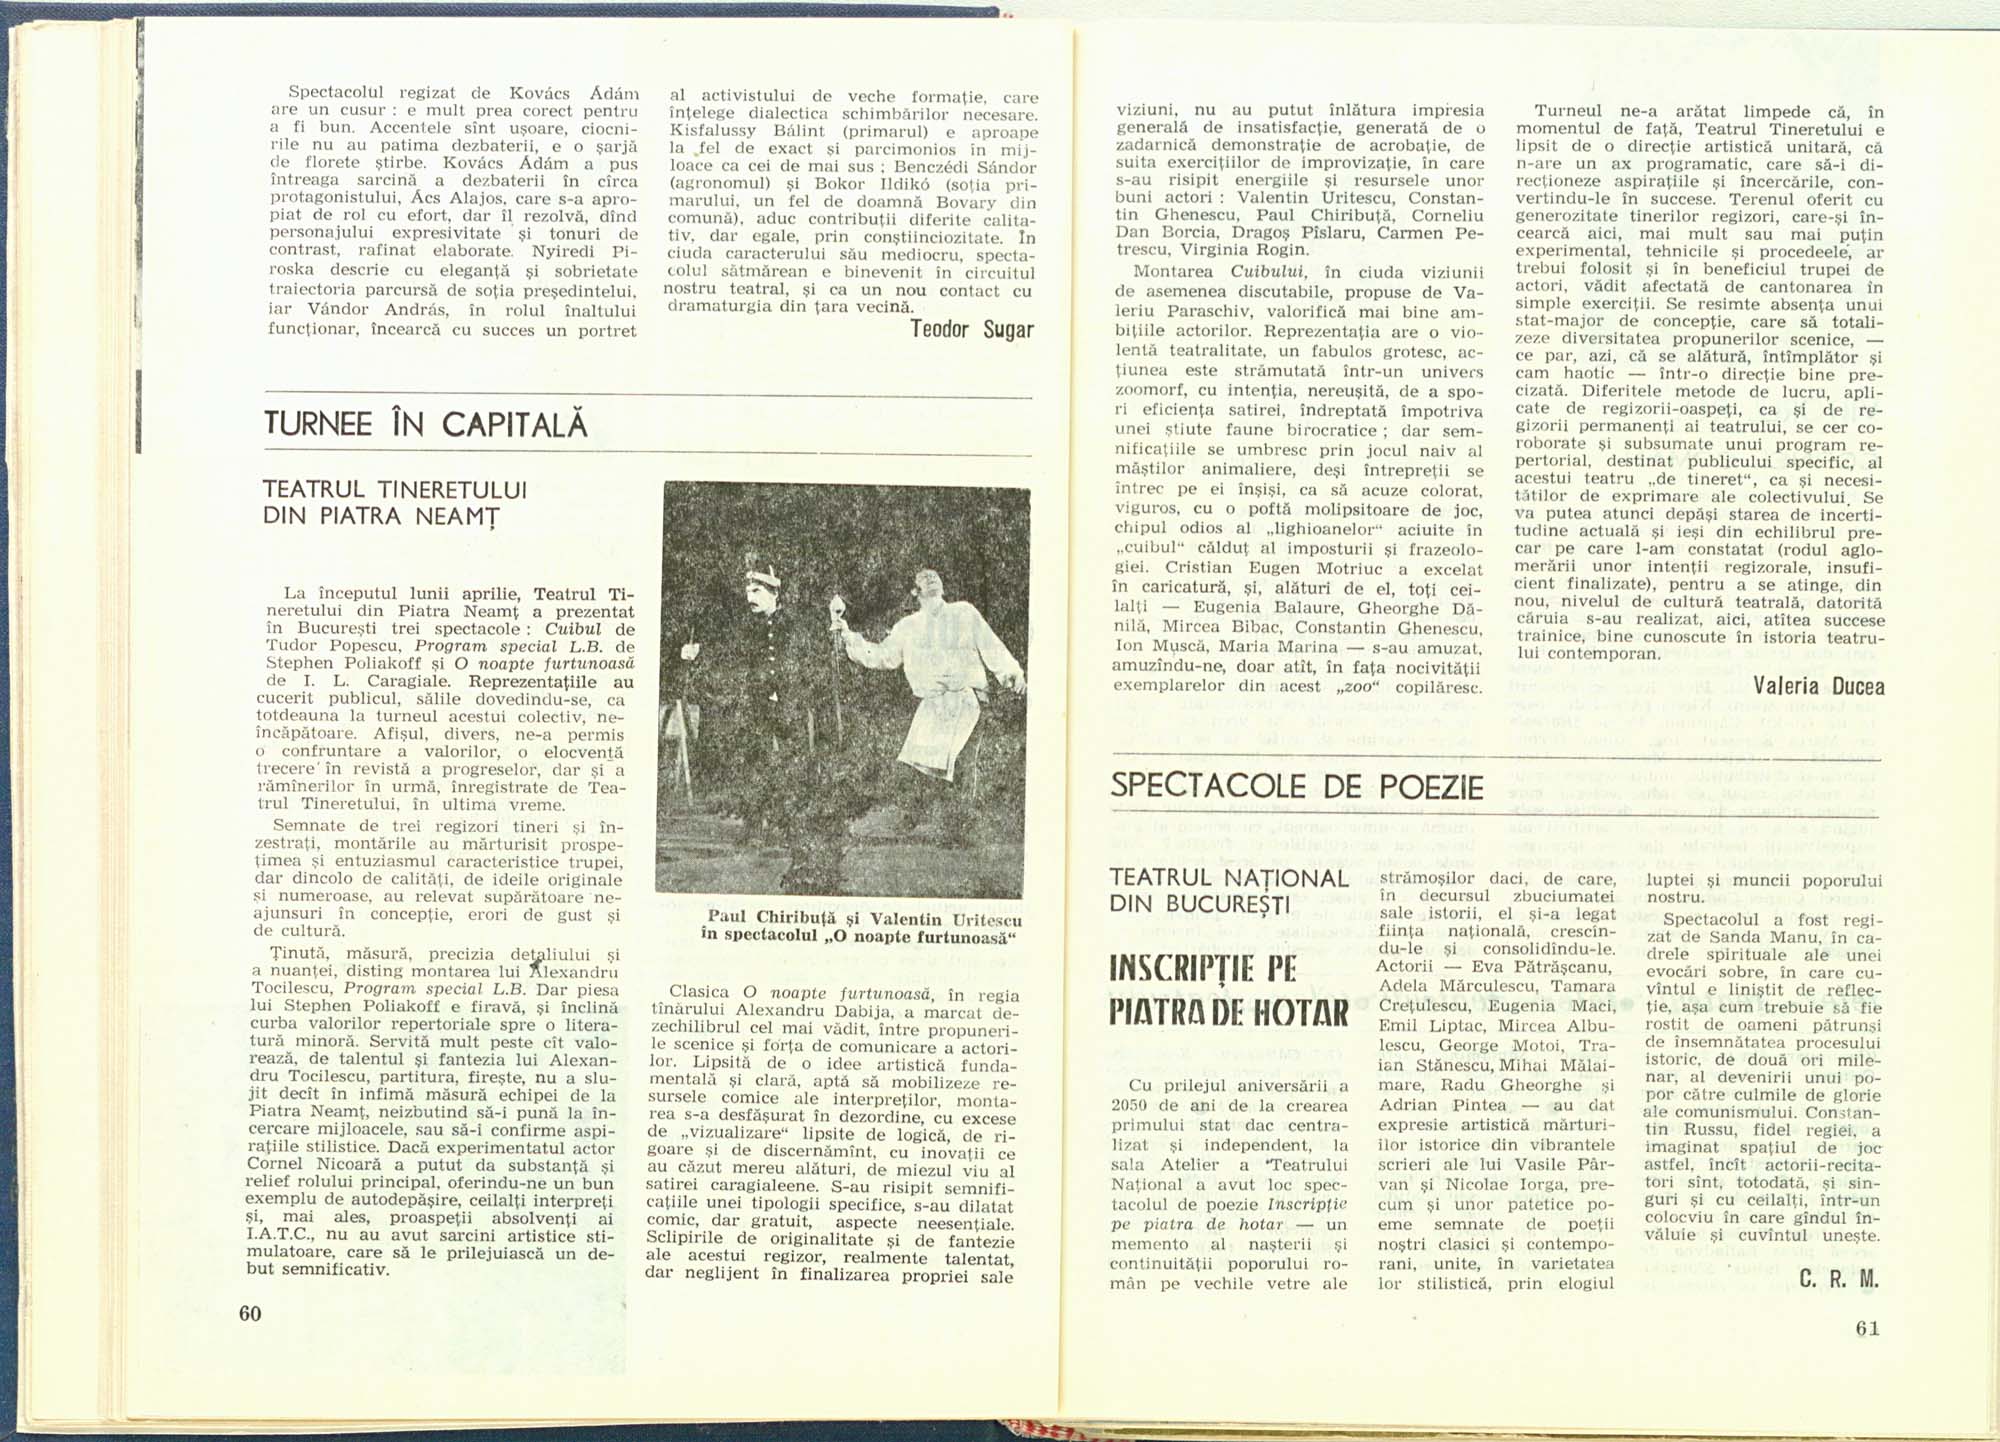 Spectacolul regizat de Kovács Ádám
are un cusur : e mult prea corect pentru
a fi bun. Accentele sînt ușoare, ciocni-
rile nu au patima dezbaterii, e o șarjă
de florete știrbe. Kovács Ádám a pus
întreaga sarcină a dezbaterii în cîrca
protagonistului, Ács Alajos, care s-a apro-
piat de rol cu efort, dar îl rezolvă, dînd
personajului expresivitate și tonuri de
contrast, rafinat elaborate. Nyiredi Pi-
roska descrie cu eleganță și sobrietate
traiectoria parcursă de soția președintelui,
iar Vándor András, în rolul înaltului
funcționar, încearcă cu succes un portret
al activistului de veche formație, care
înțelege dialectica schimbărilor necesare.
Kisfalussy Bálint (primarul) e aproape
la fel de exact și parcimonios în mij-
loace ca cei de mai sus ; Benczédi Sándor
(agronomul) și Bokor Ildikó (soția pri-
marului, un fel de doamnă Bovary din
comună), aduc contribuții diferite calita-
tiv, dar egale, prin conștiinciozitate. În
ciuda caracterului său mediocru, specta-
colul sătmărean e binevenit în circuitul
nostru teatral, și ca un nou contact cu
dramaturgia din țara vecină.
Teodor Sugar
TURNEE ÎN CAPITALĂ
TEATRUL TINERETULUI
DIN PIATRA NEAMȚ
La începutul lunii aprilie, Teatrul Ti-
neretului din Piatra Neamț a prezentat
în București trei spectacole : Cuibul de
Tudor Popescu, Program special L.B. de
Stephen Poliakoff și O noapte furtunoasă
de I. L. Caragiale. Reprezentațiile au
cucerit publicul, sălile dovedindu-se, ca
totdeauna la turneul acestui colectiv, ne-
încăpătoare. Afișul, divers, ne-a permis
o confruntare a valorilor, o elocventă
trecere în revistă a progreselor, dar și a
rămînerilor în urmă, înregistrate de Tea-
trul Tineretului, în ultima vreme.
Semnate de trei regizori tineri și în-
zestrați, montările au mărturisit prospe-
țimea și entuziasmul caracteristice trupei,
dar dincolo de calități, de ideile originale
și numeroase, au relevat supărătoare ne-
ajunsuri în concepție, erori de gust și
de cultură.
Ținută, măsură, precizia detaliului și
a nuanței, disting montarea lui Alexandru
Tocilescu, Program special L.B. Dar piesa
lui Stephen Poliakoff e firavă, și înclină
curba valorilor repertoriale spre o litera-
tură minoră. Servită mult peste cît valo-
rează, de talentul și fantezia lui Alexan-
dru Tocilescu, partitura, firește, nu a slu-
jit decît în infimă măsură echipei de la
Piatra Neamț, neizbutind să-i pună la în-
cercare mijloacele, sau să-i confirme aspi-
rațiile stilistice. Dacă experimentatul actor
Cornel Nicoară a putut da substanță și
relief rolului principal, oferindu-ne un bun
exemplu de autodepășire, ceilalți interpreți
și, mai ales, proaspeții absolvenți ai
I.A.T.C., nu au avut sarcini artistice sti-
mulatoare, care să le prilejuiască un de-
but semnificativ.
60
Paul Chiribuță și Valentin Uritescu
în spectacolul „O noapte furtunoasă“
Clasica O noapte furtunoasă, în regia
tînărului Alexandru Dabija, a marcat de-
zechilibrul cel mai vădit, între propuneri-
le scenice și forța de comunicare a actori-
lor. Lipsită de o idee artistică funda-
mentală și clară, aptă să mobilizeze re-
sursele comice ale interpreților, monta-
rea s-a desfășurat în dezordine, cu excese
de „vizualizare“ lipsite de logică, de ri-
goare și de discernămînt, cu inovații ce
au căzut mereu alături, de miezul viu al
satirei caragialeene. S-au risipit semnifi-
cațiile unei tipologii specifice, s-au dilatat
comic, dar gratuit, aspecte neesențiale.
Sclipirile de originalitate și de fantezie
ale acestui regizor, realmente talentat,
dar neglijent în finalizarea propriei sale
viziuni, nu au putut înlătura impresia
generală de insatisfacție, generată de o
zadarnică demonstrație de acrobație, de
suita exercițiilor de improvizație, în care
s-au risipit energiile și resursele unor
buni actori : Valentin Uritescu, Constan-
tin Ghenescu, Paul Chiribuță, Corneliu
Dan Borcia, Dragoș Pîslaru, Carmen Pe-
trescu, Virginia Rogin.
Montarea Cuibului, în ciuda viziunii
de asemenea discutabile, propuse de Va-
leriu Paraschiv, valorifică mai bine am-
bițiile actorilor. Reprezentația are o vio-
lentă teatralitate, un fabulos grotesc, ac-
țiunea este strămutată într-un univers
zoomorf, cu intenția, nereușită, de a spo-
ri eficiența satirei, îndreptată împotriva
unei știute faune birocratice ; dar sem-
nificațiile se umbresc prin jocul naiv al
măștilor animaliere, deși întrepreții se
întrec pe ei înșiși, ca să acuze colorat,
viguros, cu o poftă molipsitoare de joc,
chipul odios al „lighioanelor“ aciuite în
„cuibul“ călduț al imposturii și frazeolo-
giei. Cristian Eugen Motriuc a excelat
în caricatură, și, alături de el, toți cei-
lalți — Eugenia Balaure, Gheorghe Dă-
nilă, Mircea Bibac, Constantin Ghenescu,
Ion Mușcă, Maria Marina — s-au amuzat,
amuzîndu-ne, doar atît, în fața nocivității
exemplarelor din acest „zoo“ copilăresc.
Turneul ne-a arătat limpede că, în
momentul de față, Teatrul Tineretului e
lipsit de o direcție artistică unitară, că
n-are un ax programatic, care să-i di-
recționeze aspirațiile și încercările, con-
vertindu-le în succese. Terenul oferit cu
generozitate tinerilor regizori, care-și în-
cearcă aici, mai mult sau mai puțin
experimental, tehnicile și procedeele, ar
trebui folosit și în beneficiul trupei de
actori, vădit afectată de cantonarea în
simple exerciții. Se resimte absența unui
stat-major de concepție, care să totali-
zeze diversitatea propunerilor scenice, —
ce par, azi, că se alătură, întîmplător și
cam haotic — într-o direcție bine pre-
cizată. Diferitele metode de lucru, apli-
cate de regizorii-oaspeți, ca și de re-
gizorii permanenți ai teatrului, se cer co-
roborate și subsumate unui program re-
pertorial, destinat publicului specific, al
acestui teatru „de tineret“, ca și necesi-
tăților de exprimare ale colectivului. Se
va putea atunci depăși starea de incerti-
tudine actuală și ieși din echilibrul pre-
car pe care l-am constatat (rodul aglo-
merării unor intenții regizorale, insufi-
cient finalizate), pentru a se atinge, din
nou, nivelul de cultură teatrală, datorită
căruia s-au realizat, aici, atîtea succese
trainice, bine cunoscute în istoria teatru-
lui contemporan.
Valeria Ducea
SPECTACOLE DE POEZIE
TEATRUL NAȚIONAL
DIN BUCUREȘTI
INSCRIPȚIE PE
PIATRA DE HOTAR
Cu prilejul aniversării a
2050 de ani de la crearea
primului stat dac centra-
lizat și independent, la
sala Atelier a Teatrului
Național a avut loc spec-
tacolul de poezie Inscripție
pe piatra de hotar — un
memento al nașterii și
continuității poporului ro-
mân pe vechile vetre ale
strămoșilor daci, de care,
în decursul zbuciumatei
sale istorii, el și-a legat
ființa națională, crescîn-
du-le și consolidîndu-le.
Actorii — Eva Pătrășcanu,
Adela Mărculescu, Tamara
Crețulescu, Eugenia Maci,
Emil Liptac, Mircea Albu-
lescu, George Motoi, Tra-
ian Stănescu, Mihai Mălai-
mare, Radu Gheorghe și
Adrian Pintea — au dat
expresie artistică mărturi-
ilor istorice din vibrantele
scrieri ale lui Vasile Pâr-
van și Nicolae Iorga, pre-
cum și unor patetice po-
eme semnate de poeții
noștri clasici și contempo-
rani, unite, în varietatea
lor stilistică, prin elogiul
luptei și muncii poporului
nostru.
Spectacolul a fost regi-
zat de Sanda Manu, în ca-
drele spirituale ale unei
evocări sobre, în care cu-
vîntul e liniștit de reflec-
ție, așa cum trebuie să fie
rostit de oameni pătrunși
de însemnătatea procesului
istoric, de două ori mile-
nar, al devenirii unui po-
por către culmile de glorie
ale comunismului. Constan-
tin Russu, fidel regiei, a
imaginat spațiul de joc
astfel, încît actorii-recita-
tori sînt, totodată, și sin-
guri și cu ceilalți, într-un
colocviu în care gîndul în-
văluie și cuvîntul unește.
C. R. M.
61